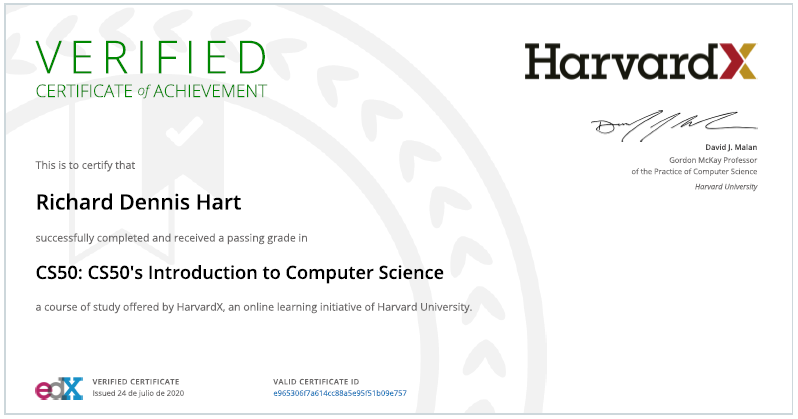 VERIFIED
CERTIFICATE of ACHIEVEMENT
HarvardX
David J. Malan
Gordon McKay Professor
of the Practice of Computer Science
Harvard University
This is to certify that
Richard Dennis Hart
successfully completed and received a passing grade in
CS50: CS50's Introduction to Computer Science
a course of study offered by HarvardX, an online learning initiative of Harvard University.
edX
VERIFIED CERTIFICATE
Issued 24 de julio de 2020
VALID CERTIFICATE ID
e965306f7a614cc88a5e95f51b09e757